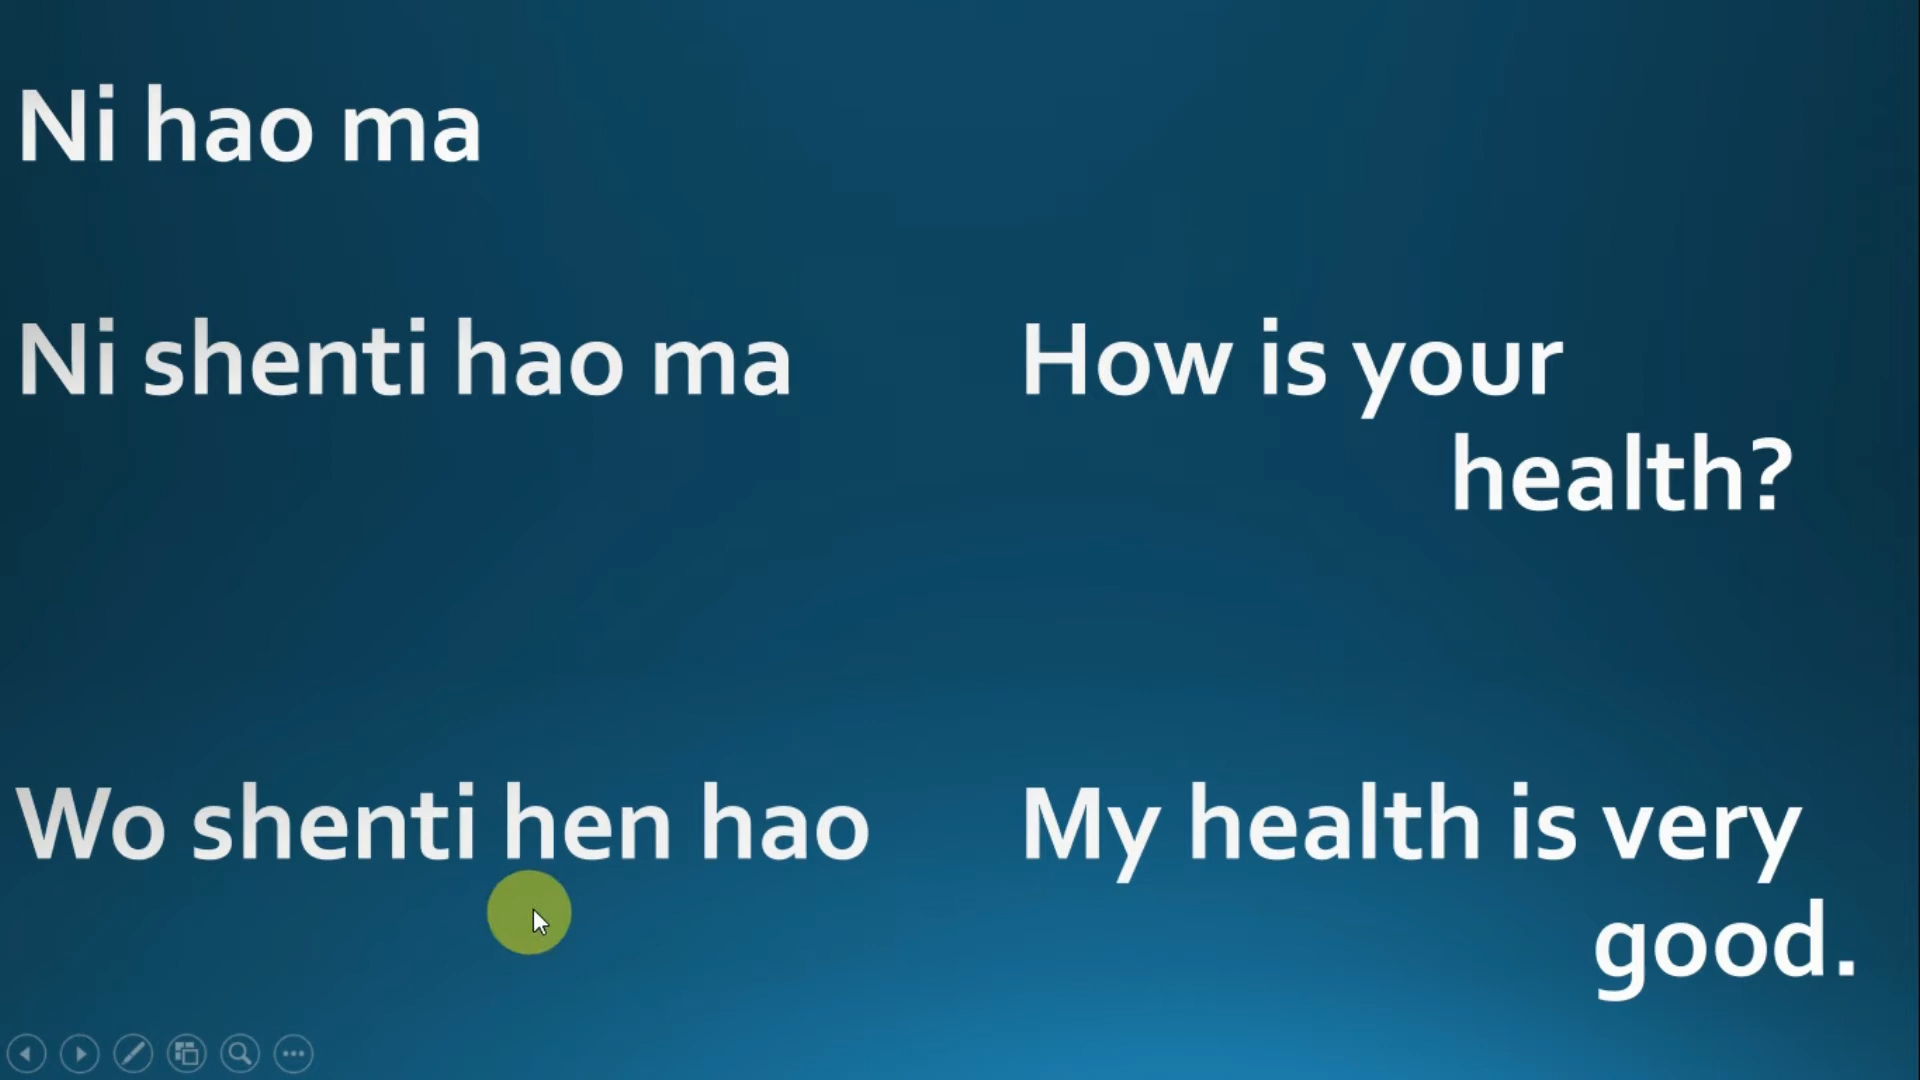 Ni hao ma
Ni shenti hao ma
How is your
health?
Wo shenti hen hao
My health is very
good.